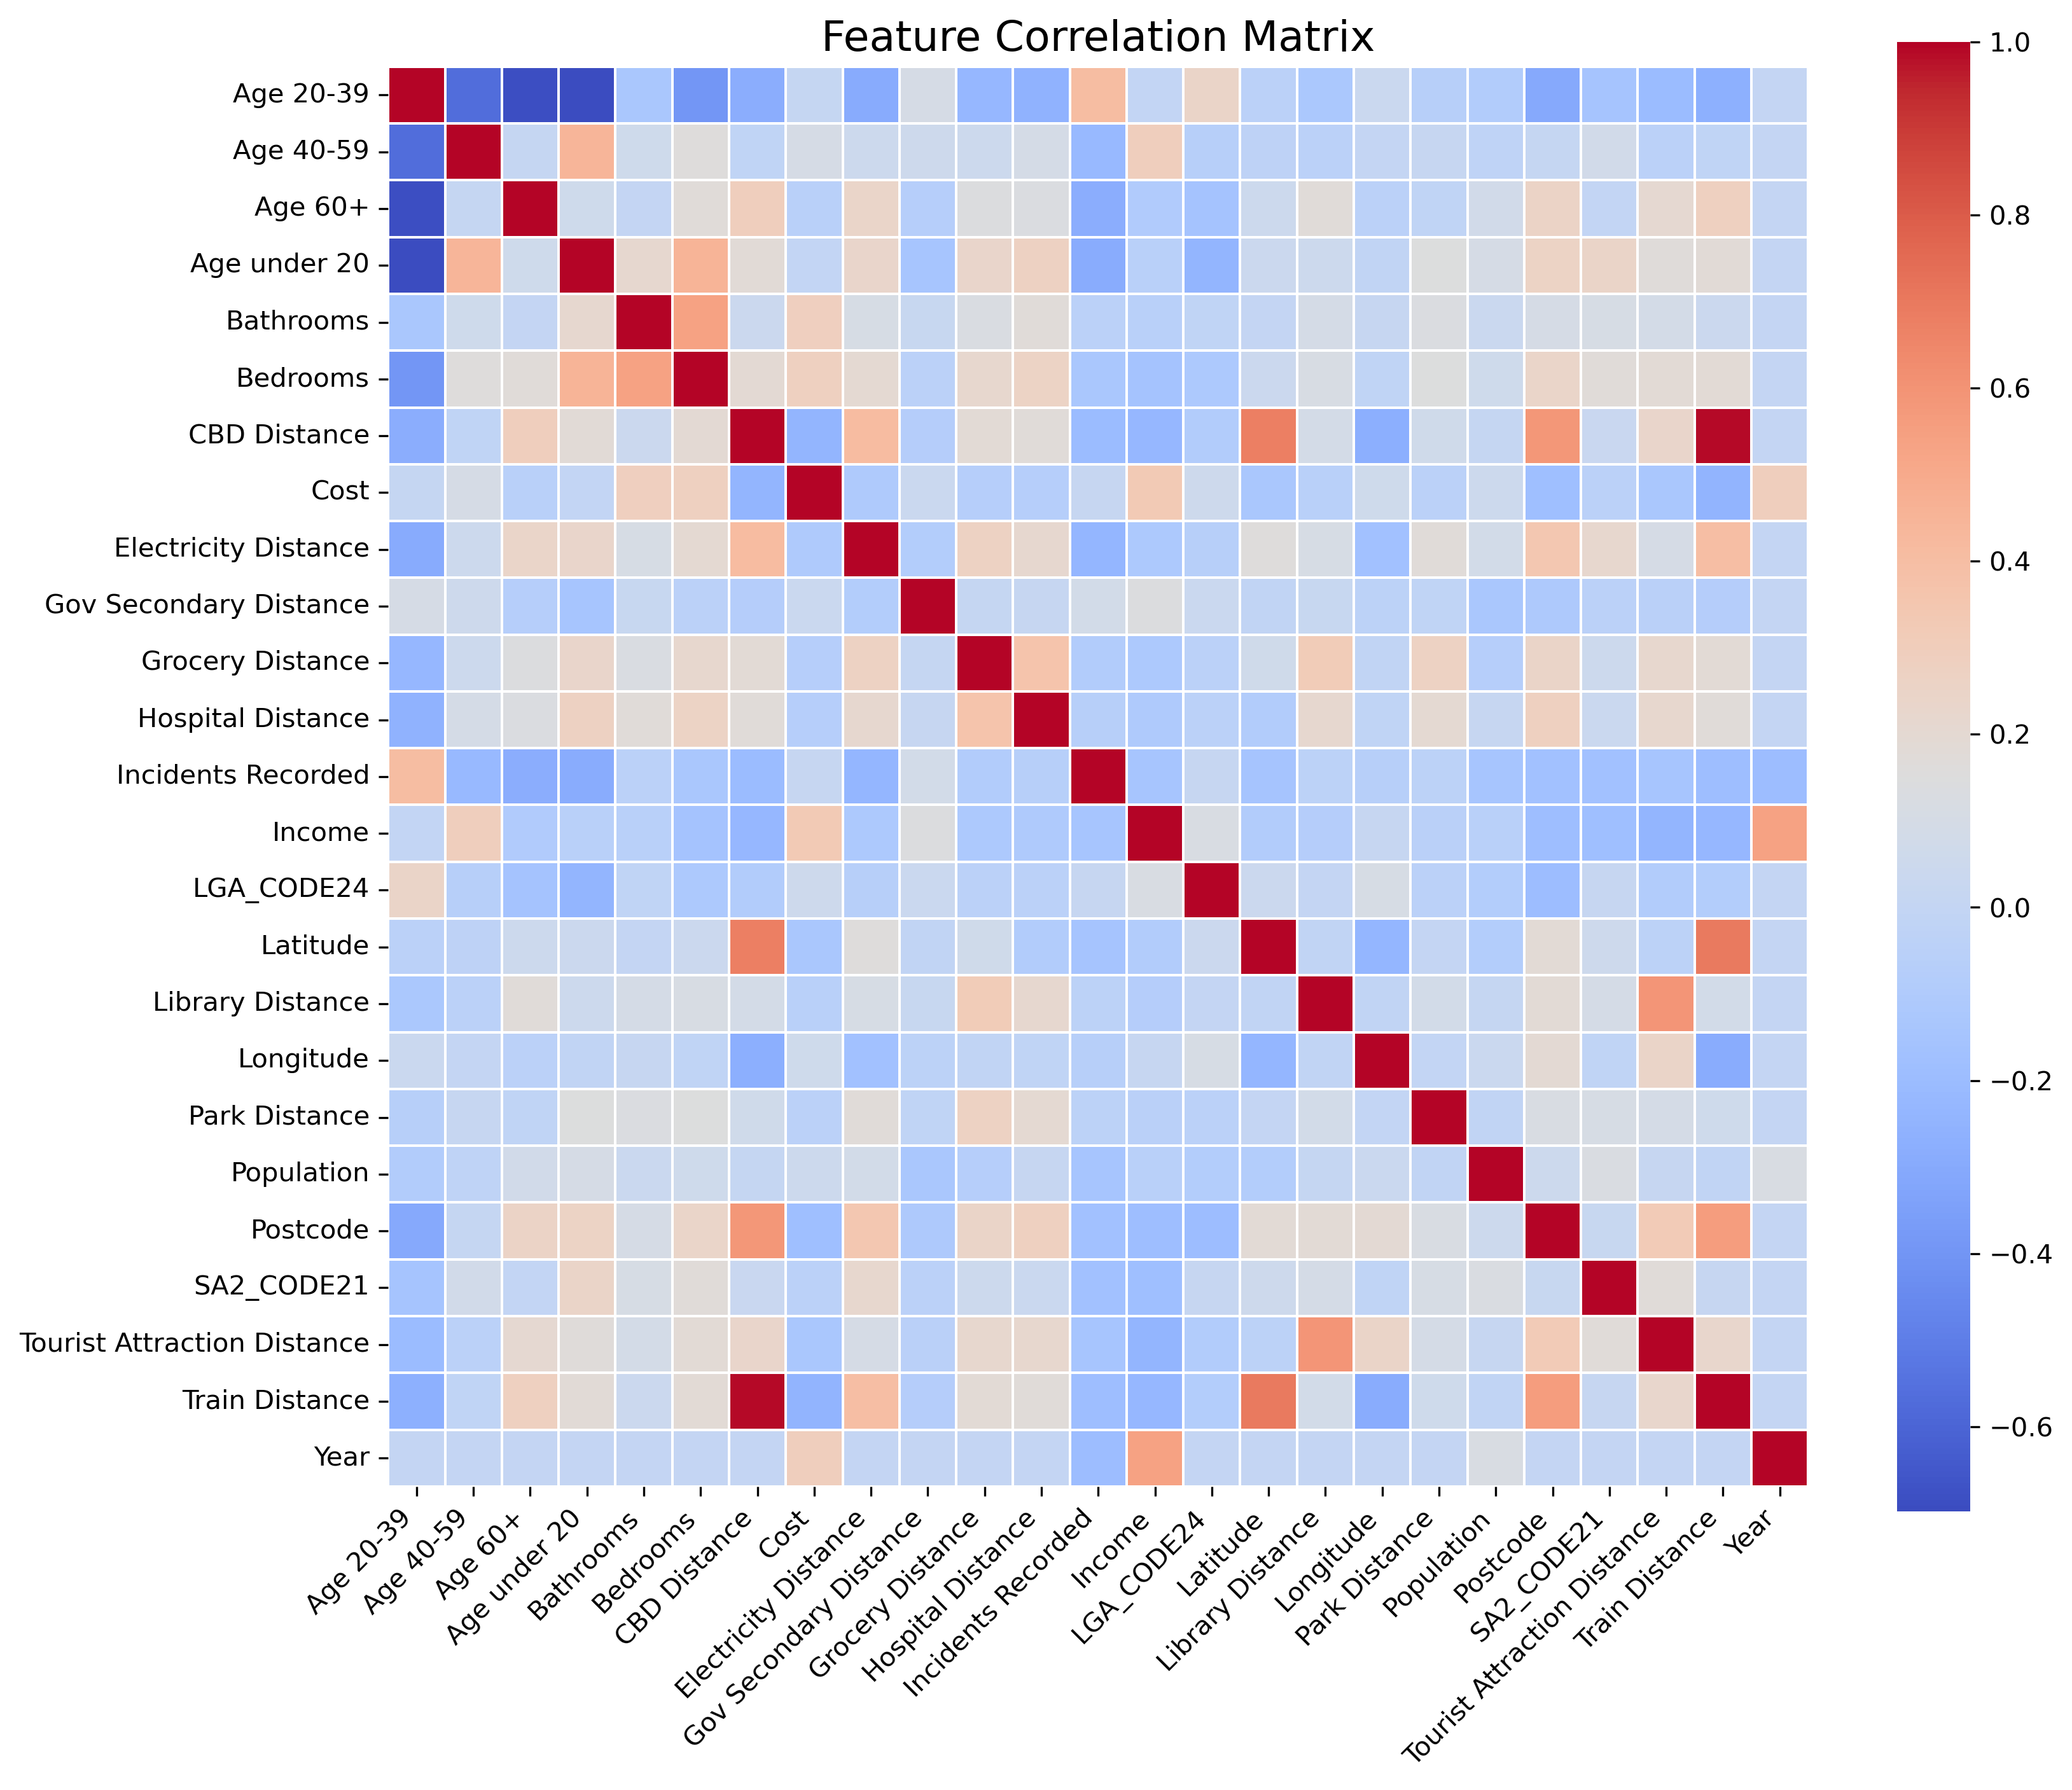 Feature Correlation Matrix
Age 20-39
Age 40-59
Age 60+
Age under 20
Bathrooms
Bedrooms
CBD Distance
Cost
Electricity Distance
Gov Secondary Distance
Grocery Distance
Hospital Distance
Incidents Recorded
Income
LGA_CODE24
Latitude
Library Distance
Longitude
Park Distance
Population
Postcode
SA2_CODE21
Tourist Attraction Distance
Train Distance
Year
Age 20-39
Age 40-59
Age 60+
Age under 20
Bathrooms
Bedrooms
CBD Distance
Cost
Electricity Distance
Gov Secondary Distance
Grocery Distance
Hospital Distance
Incidents Recorded
Income
LGA_CODE24
Latitude
Library Distance
Longitude
Park Distance
Population
Postcode
SA2_CODE21
Tourist Attraction Distance
Train Distance
Year
1.0
0.8
0.6
0.4
0.2
0.0
−0.2
−0.4
−0.6